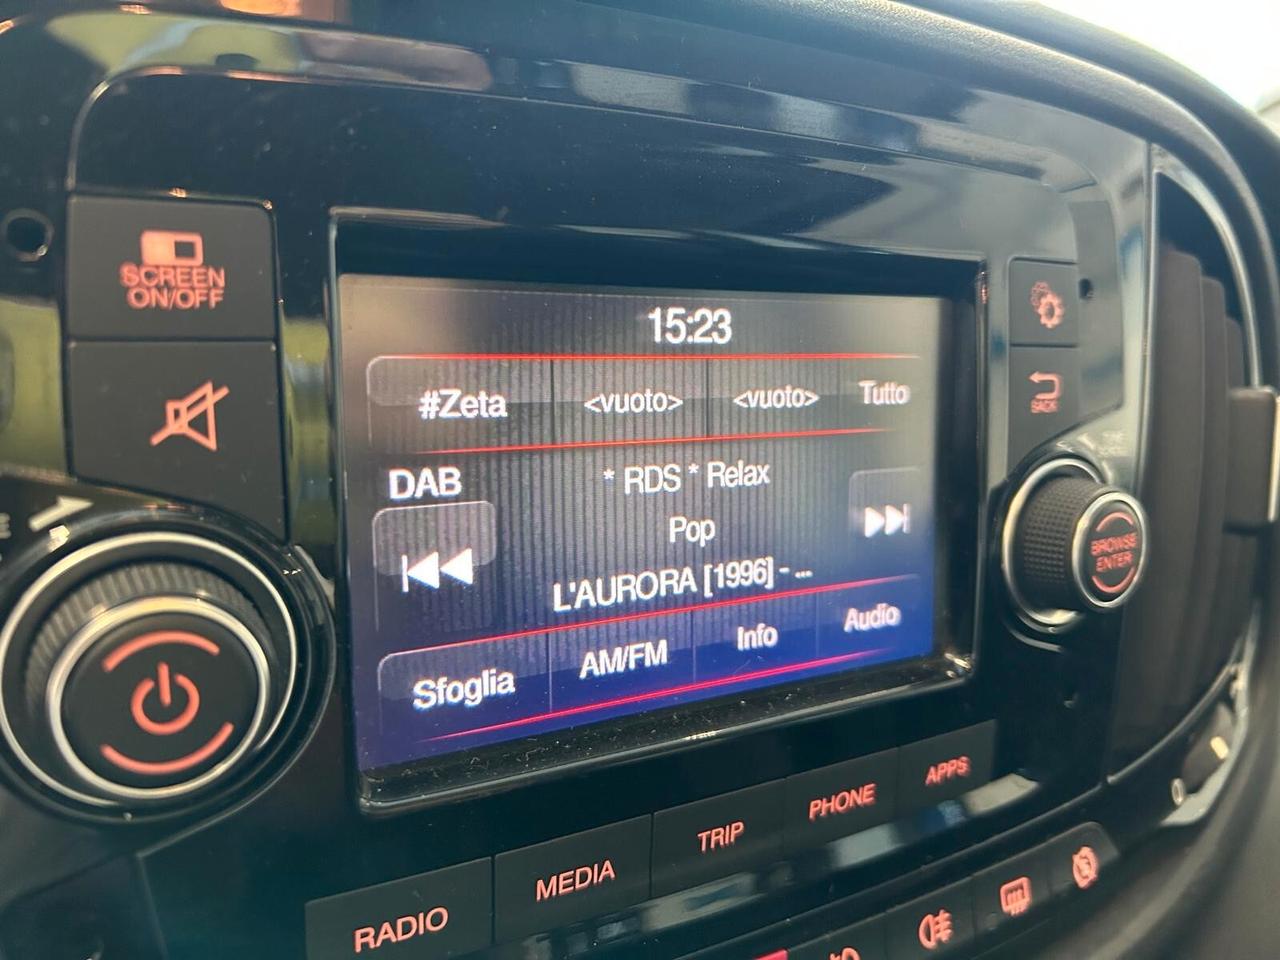 SCREEN
ON/OFF
15:23
#Zeta <vuoto> <vuoto> Tutto
DAB * RDS * Relax
Pop
L'AURORA [1996] - ...
Sfoglia AM/FM Info Audio
BACK
BROWSE
ENTER
RADIO MEDIA TRIP PHONE APPS
0